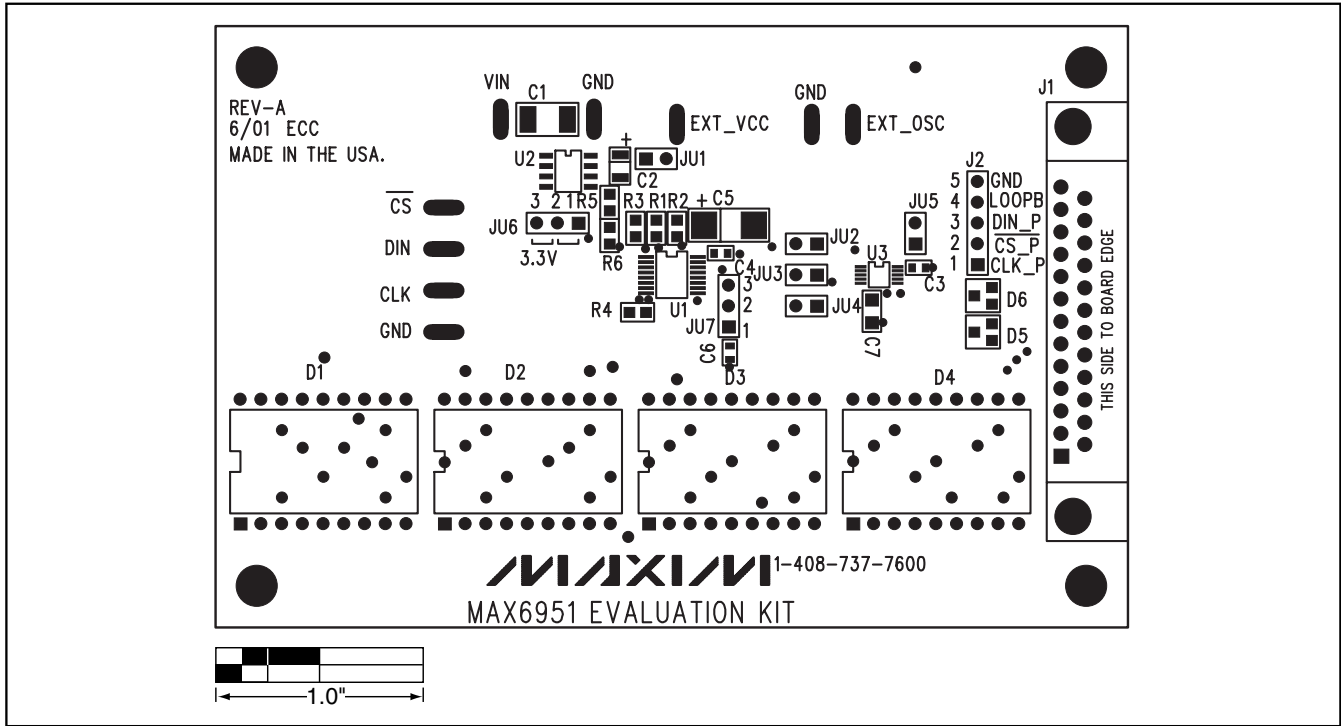 VIN
C1
GND
GND
J1
REV-A
6/01 ECC
MADE IN THE USA.
EXT_VCC
EXT_OSC
U2
+
C2
JU1
J2
5 GND
4 LOOPB
3 DIN_P
2 C̅S̅_̅P̅
1 CLK_P
C̅S̅
DIN
CLK
GND
3 2 1
JU6
3.3V
R5
R6
R3 R1 R2
+ C5
C4
U1
R4
JU2
JU3
JU4
JU5
U3
C3
C7
3
2
1
JU7
C6
D6
D5
THIS SIDE TO BOARD EDGE
D1
D2
D3
D4
MAXIM 1-408-737-7600
MAX6951 EVALUATION KIT
1.0"